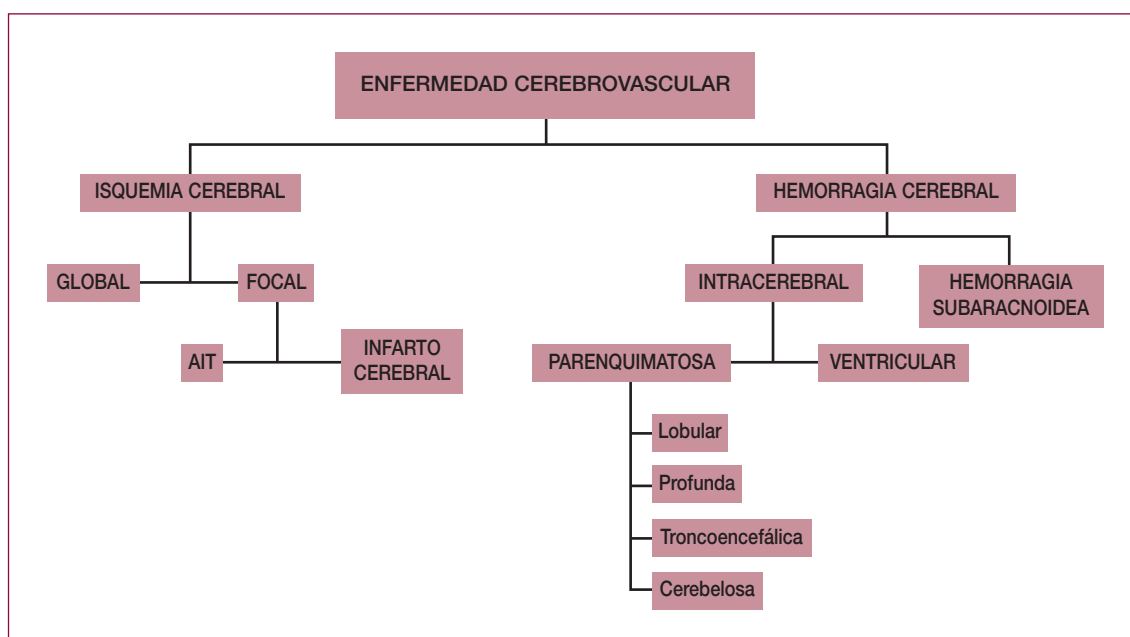 ENFERMEDAD CEREBROVASCULAR
ISQUEMIA CEREBRAL
HEMORRAGIA CEREBRAL
GLOBAL
FOCAL
INTRACEREBRAL
HEMORRAGIA
SUBARACNOIDEA
AIT
INFARTO
CEREBRAL
PARENQUIMATOSA
VENTRICULAR
Lobular
Profunda
Troncoencefálica
Cerebelosa